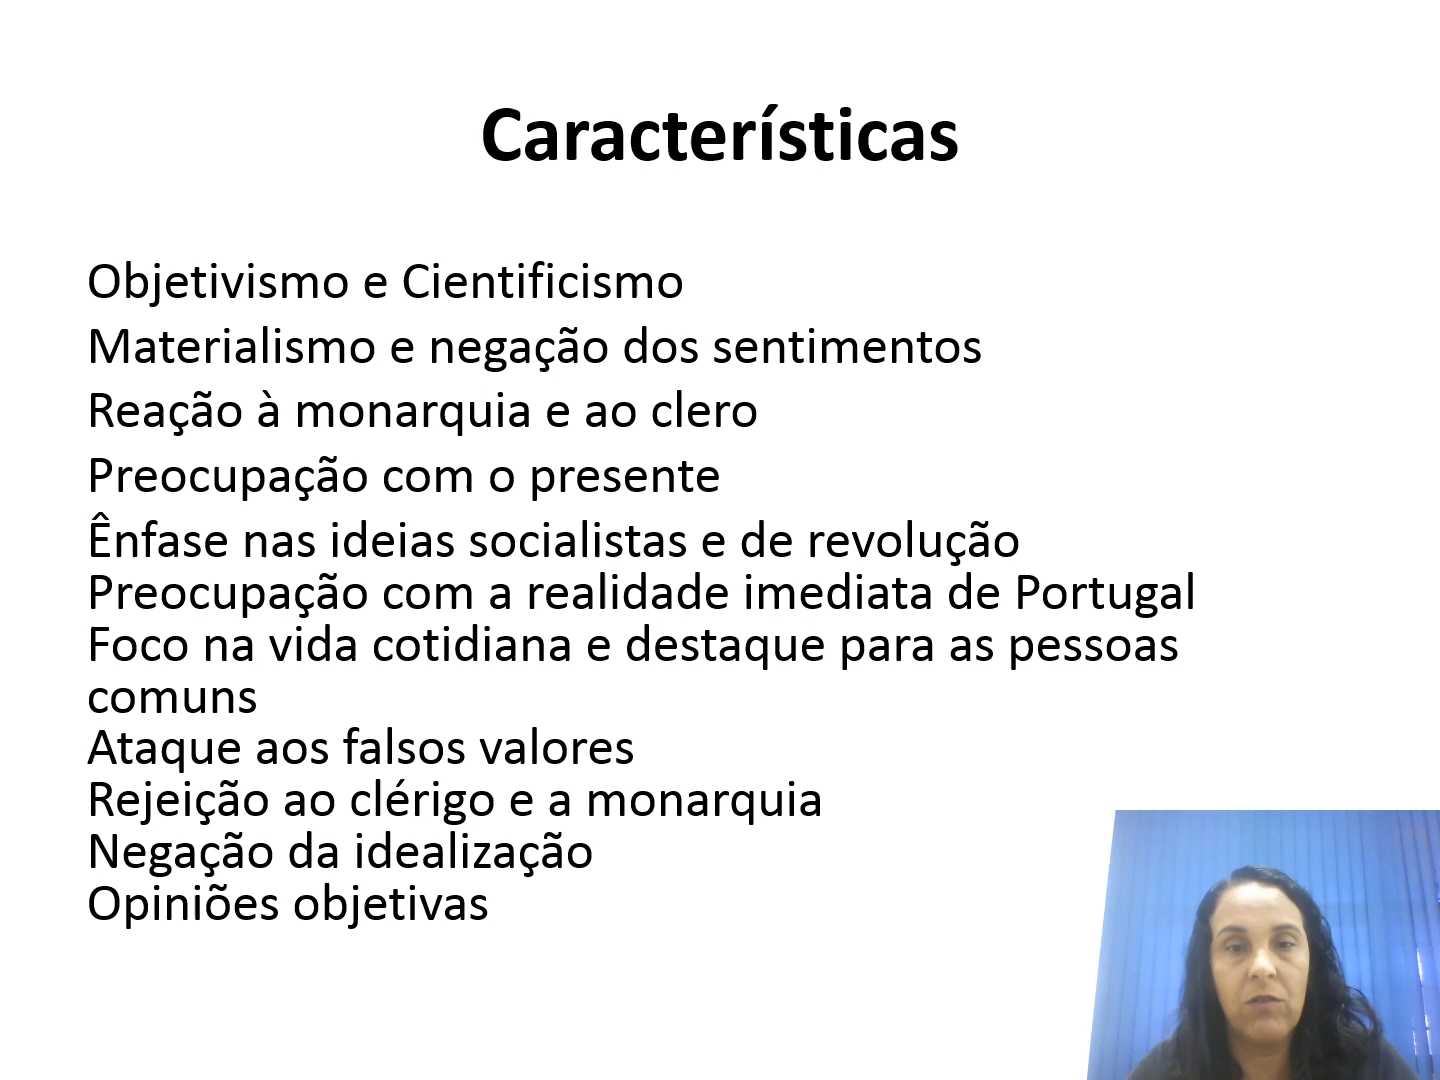 Características
Objetivismo e Cientificismo
Materialismo e negação dos sentimentos
Reação à monarquia e ao clero
Preocupação com o presente
Ênfase nas ideias socialistas e de revolução
Preocupação com a realidade imediata de Portugal
Foco na vida cotidiana e destaque para as pessoas
comuns
Ataque aos falsos valores
Rejeição ao clérigo e a monarquia
Negação da idealização
Opiniões objetivas